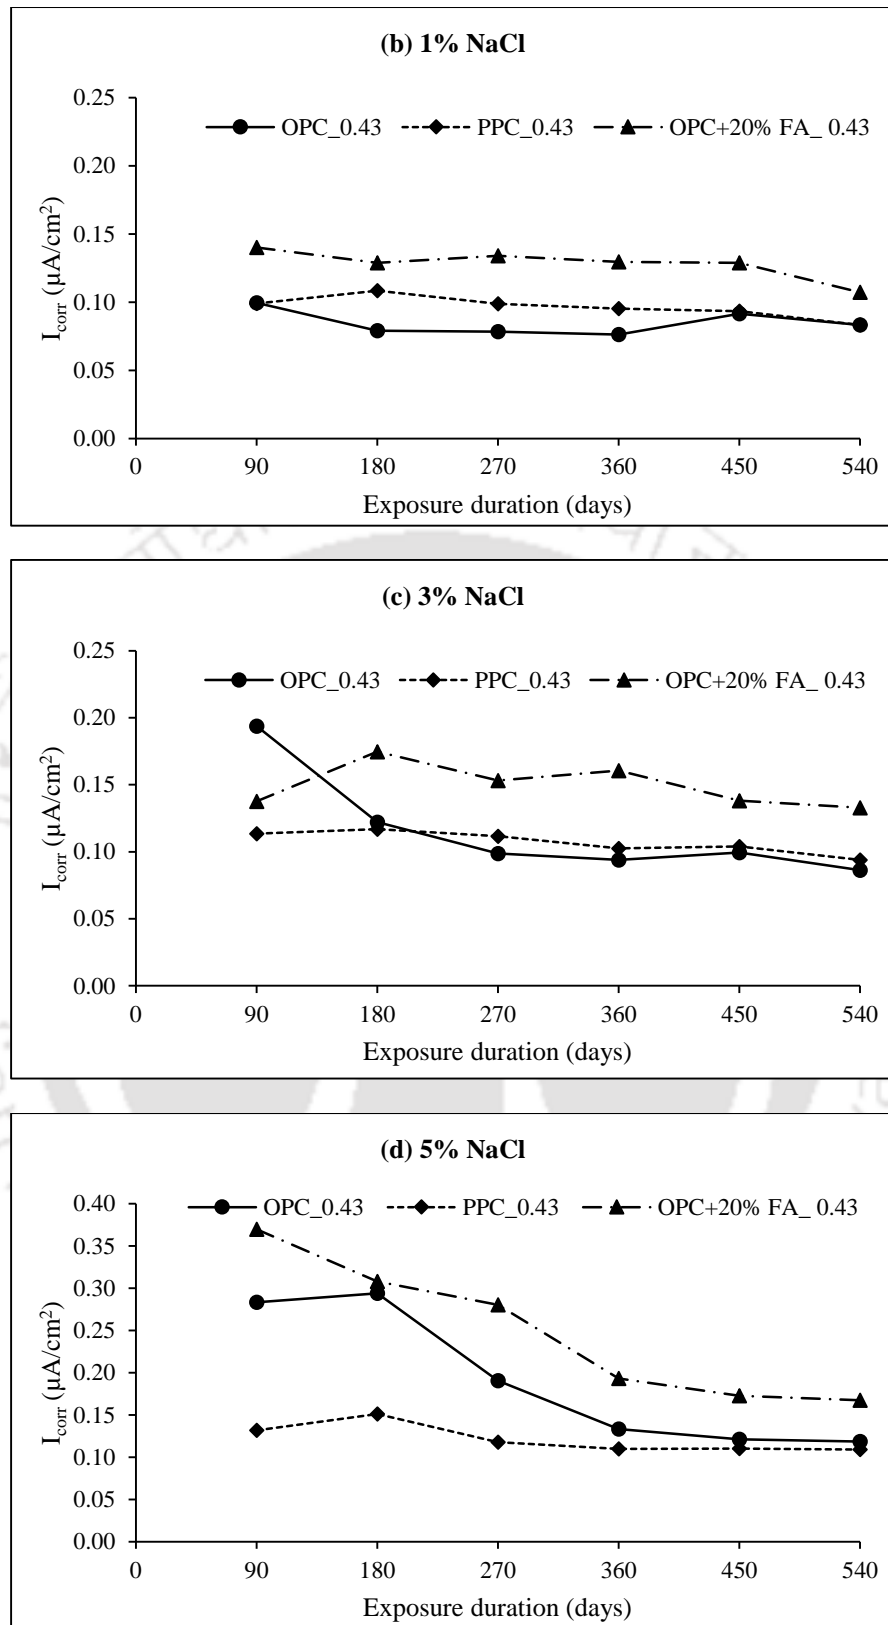 (b) 1% NaCl
OPC_0.43 PPC_0.43 OPC+20% FA_ 0.43
0.25
0.20
0.15
0.10
0.05
0.00
I_corr (µA/cm²)
0 90 180 270 360 450 540
Exposure duration (days)
(c) 3% NaCl
OPC_0.43 PPC_0.43 OPC+20% FA_ 0.43
0.25
0.20
0.15
0.10
0.05
0.00
I_corr (µA/cm²)
0 90 180 270 360 450 540
Exposure duration (days)
(d) 5% NaCl
OPC_0.43 PPC_0.43 OPC+20% FA_ 0.43
0.40
0.35
0.30
0.25
0.20
0.15
0.10
0.05
0.00
I_corr (µA/cm²)
0 90 180 270 360 450 540
Exposure duration (days)